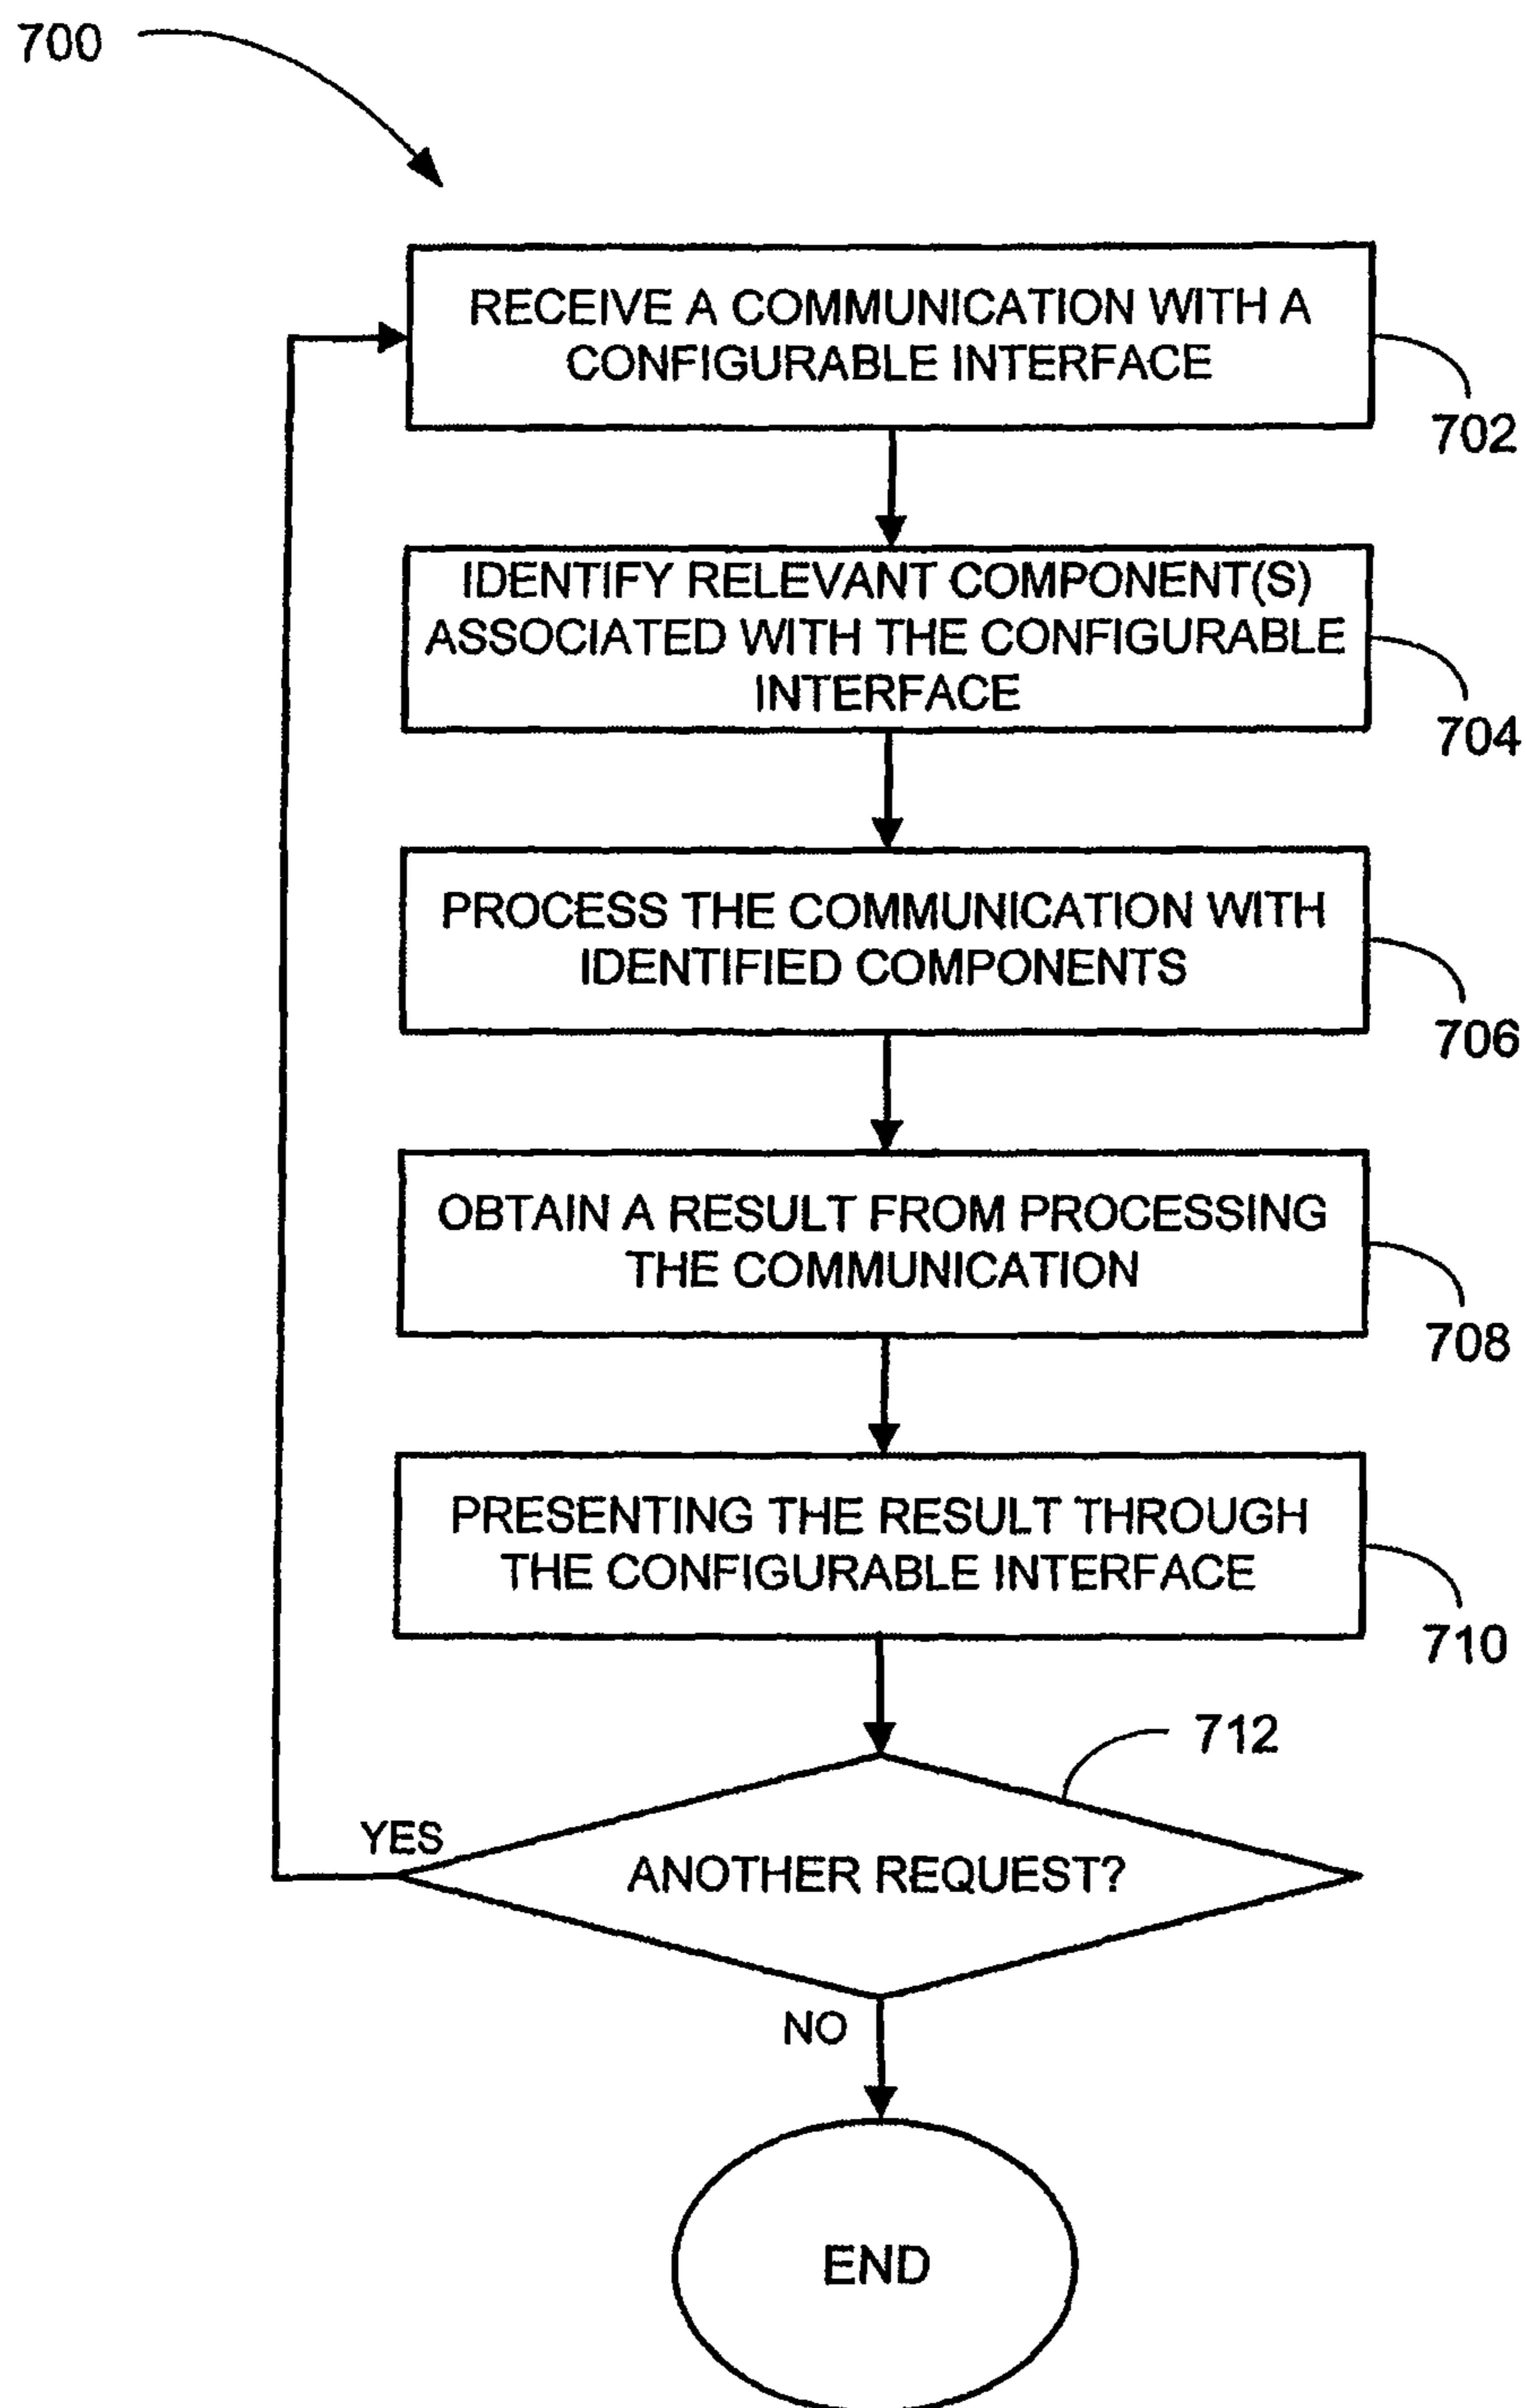 700
RECEIVE A COMMUNICATION WITH A
CONFIGURABLE INTERFACE
702
IDENTIFY RELEVANT COMPONENT(S)
ASSOCIATED WITH THE CONFIGURABLE
INTERFACE
704
PROCESS THE COMMUNICATION WITH
IDENTIFIED COMPONENTS
706
OBTAIN A RESULT FROM PROCESSING
THE COMMUNICATION
708
PRESENTING THE RESULT THROUGH
THE CONFIGURABLE INTERFACE
710
712
YES
ANOTHER REQUEST?
NO
END